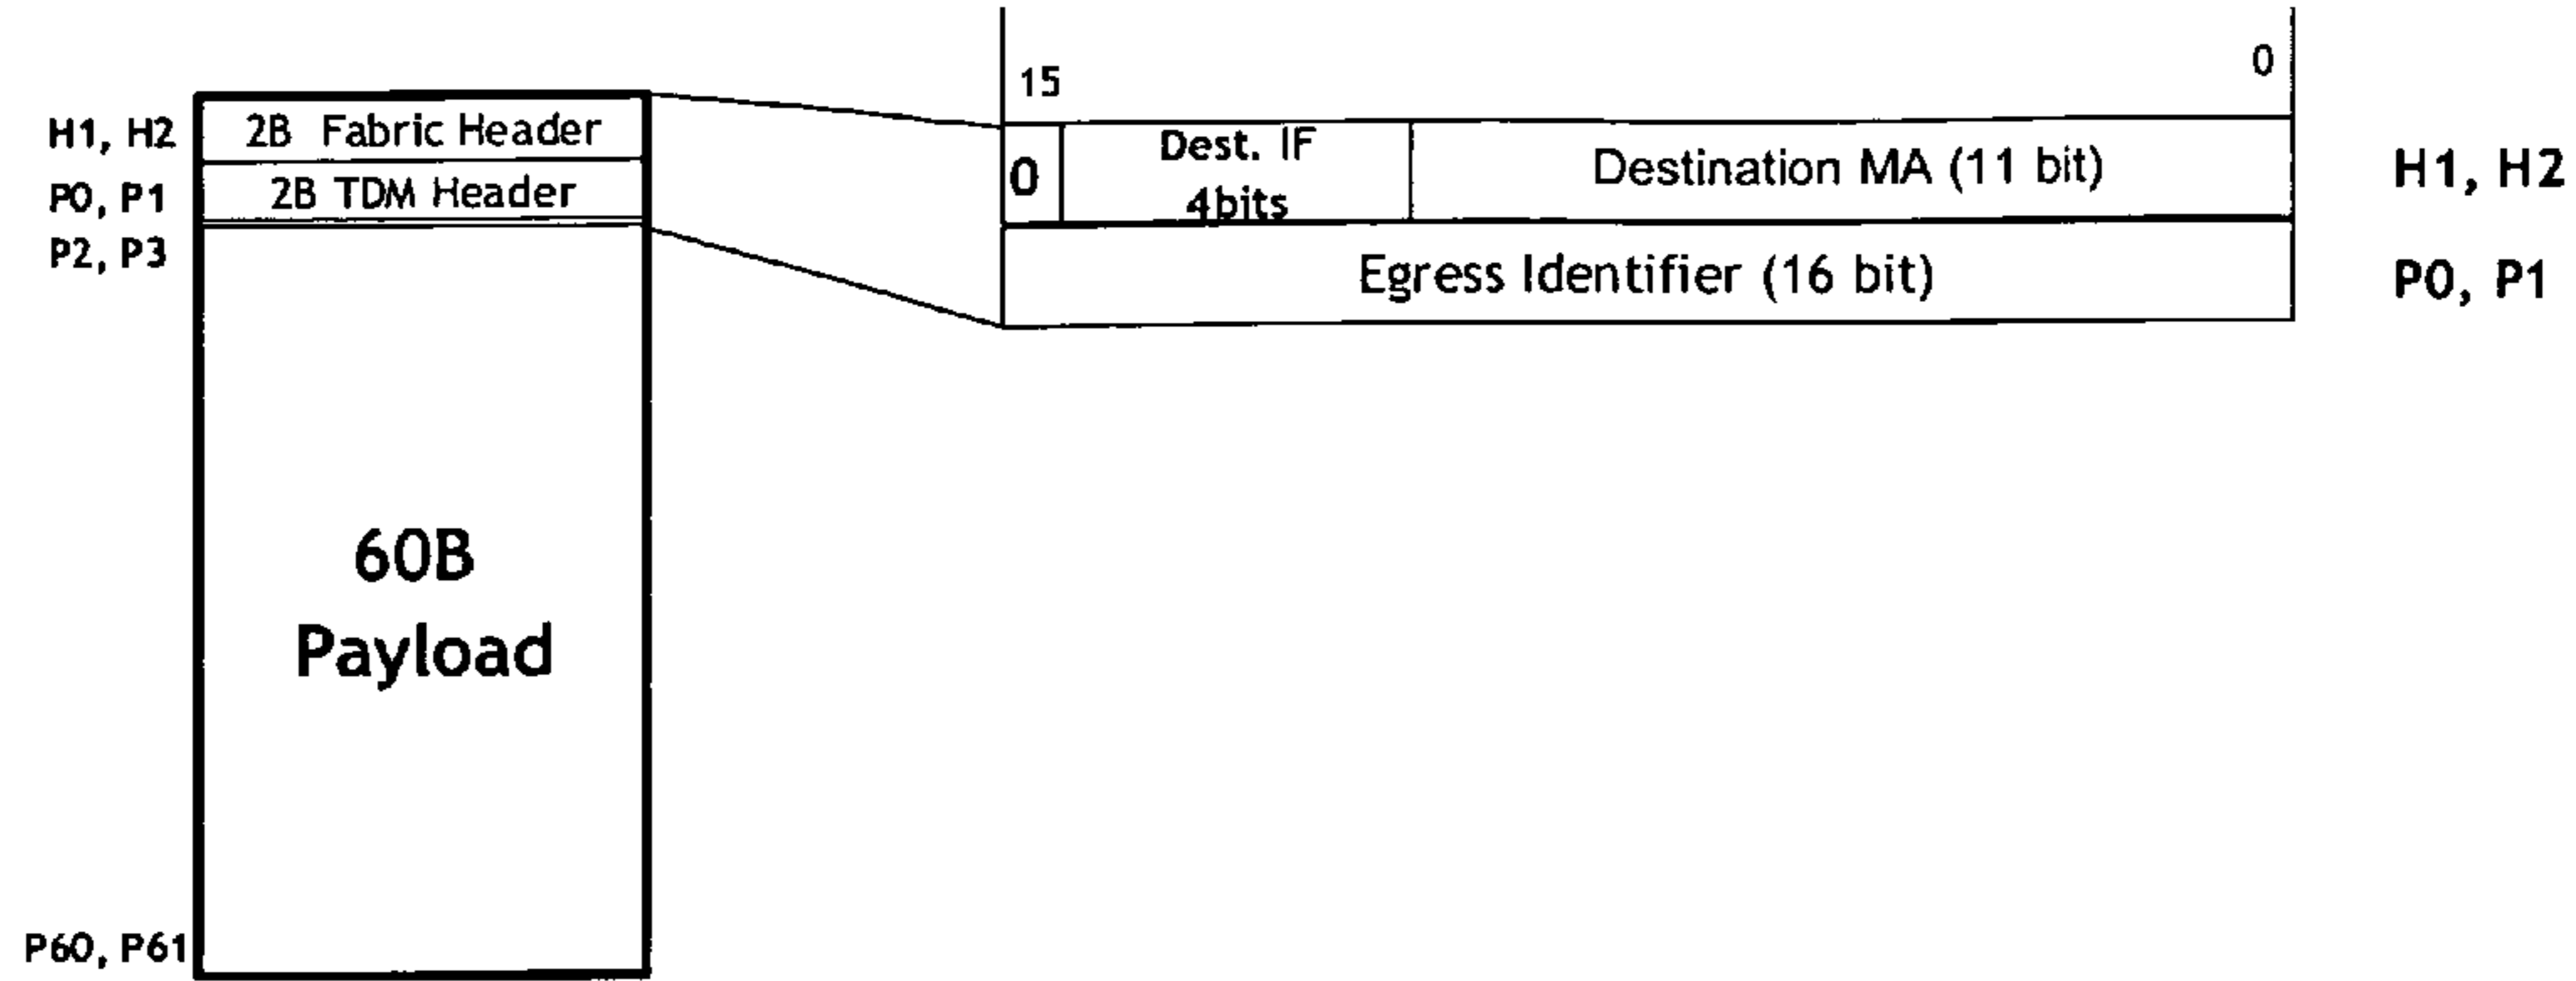 15
0
H1, H2
2B Fabric Header
P0, P1
2B TDM Header
P2, P3
60B
Payload
P60, P61
0
Dest. IF
4bits
Destination MA (11 bit)
H1, H2
Egress Identifier (16 bit)
P0, P1